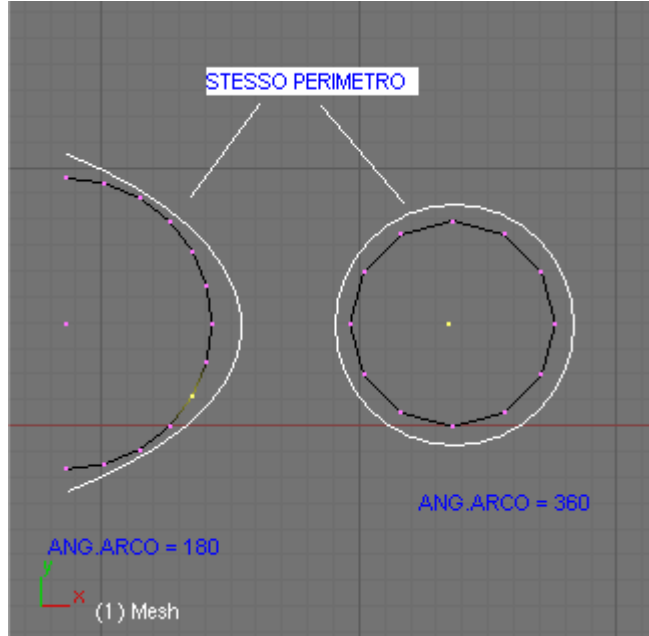 STESSO PERIMETRO
ANG.ARCO = 360
ANG.ARCO = 180
y
x
(1) Mesh